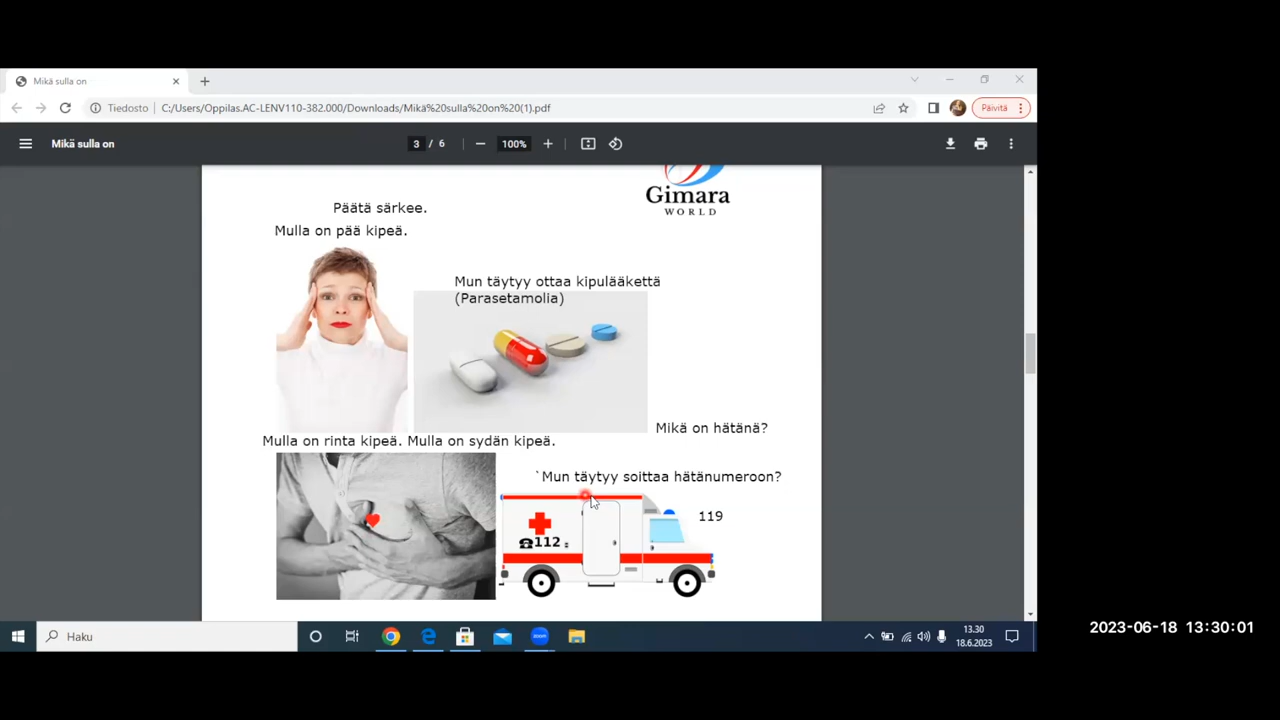 Mikä sulla on
Tiedosto
C:/Users/Oppilas.AC-LENV110-382.000/Downloads/Mikä%20sulla%20on%20(1).pdf
Päivitä
Mikä sulla on
3 / 6
100%
Gimara
WORLD
Päätä särkee.
Mulla on pää kipeä.
Mun täytyy ottaa kipulääkettä
(Parasetamolia)
Mikä on hätänä?
Mulla on rinta kipeä. Mulla on sydän kipeä.
`Mun täytyy soittaa hätänumeroon?
119
☎112
Haku
zoom
13.30
18.6.2023
2023-06-18 13:30:01